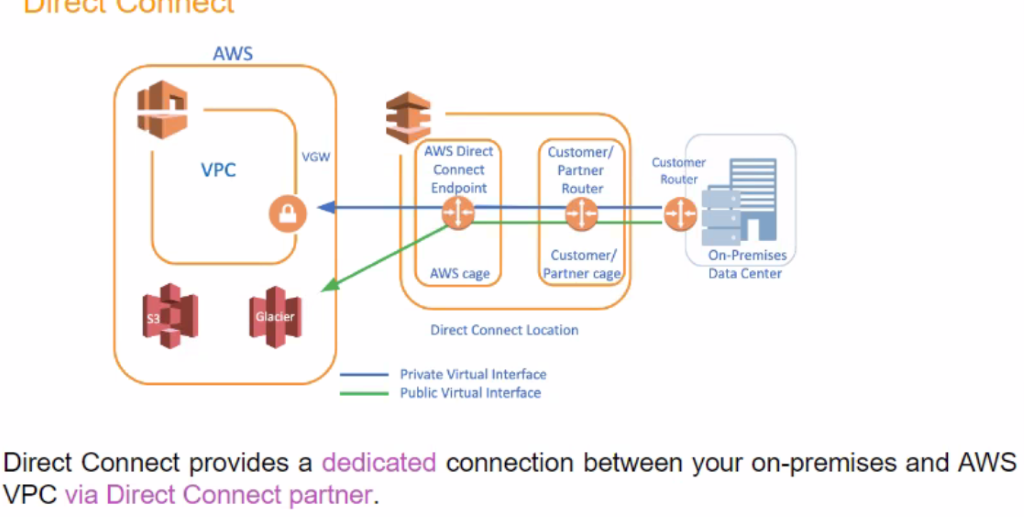 Direct Connect
AWS
VPC
VGW
S3
Glacier
AWS Direct
Connect
Endpoint
AWS cage
Customer/
Partner
Router
Customer/
Partner cage
Direct Connect Location
Customer
Router
On-Premises
Data Center
Private Virtual Interface
Public Virtual Interface
Direct Connect provides a dedicated connection between your on-premises and AWS
VPC via Direct Connect partner.